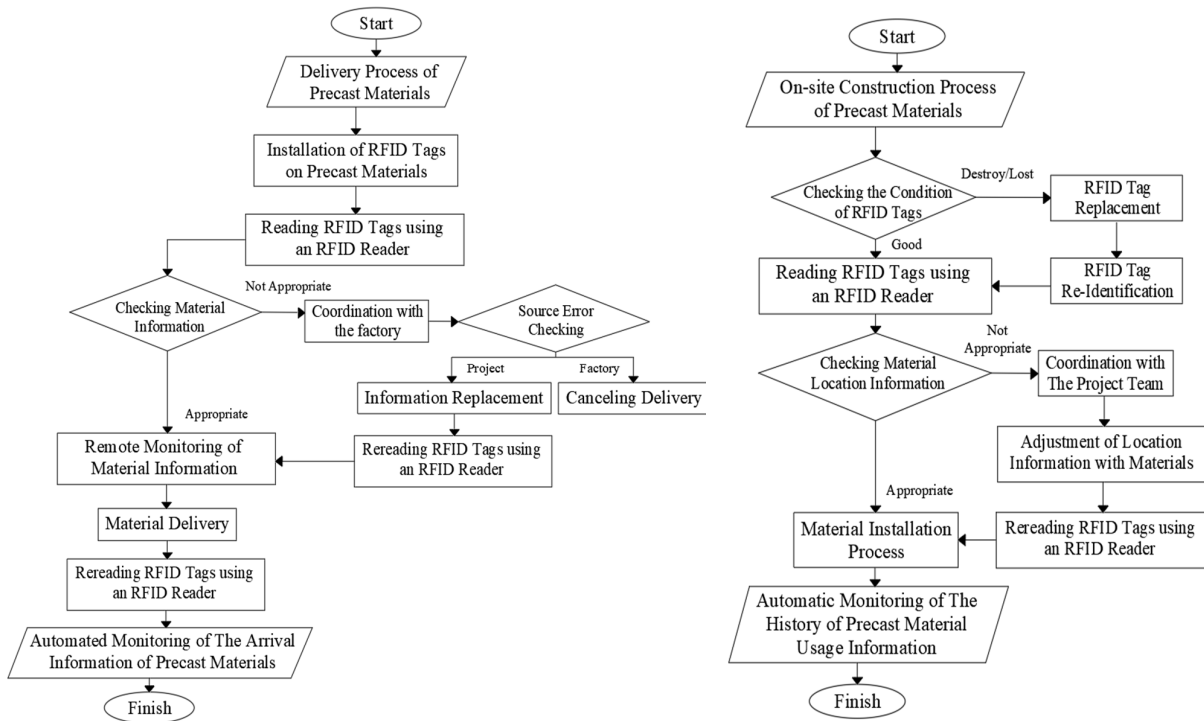 Start
Delivery Process of
Precast Materials
Installation of RFID Tags
on Precast Materials
Reading RFID Tags using
an RFID Reader
Checking Material
Information
Not Appropriate
Coordination with
the factory
Source Error
Checking
Project
Factory
Information Replacement
Canceling Delivery
Appropriate
Rereading RFID Tags using
an RFID Reader
Remote Monitoring of
Material Information
Material Delivery
Rereading RFID Tags using
an RFID Reader
Automated Monitoring of The Arrival
Information of Precast Materials
Finish
Start
On-site Construction Process
of Precast Materials
Checking the Condition
of RFID Tags
Destroy/Lost
RFID Tag
Replacement
Good
RFID Tag
Re-Identification
Reading RFID Tags using
an RFID Reader
Checking Material
Location Information
Not
Appropriate
Coordination with
The Project Team
Adjustment of Location
Information with Materials
Appropriate
Rereading RFID Tags using
an RFID Reader
Material Installation
Process
Automatic Monitoring of The
History of Precast Material
Usage Information
Finish